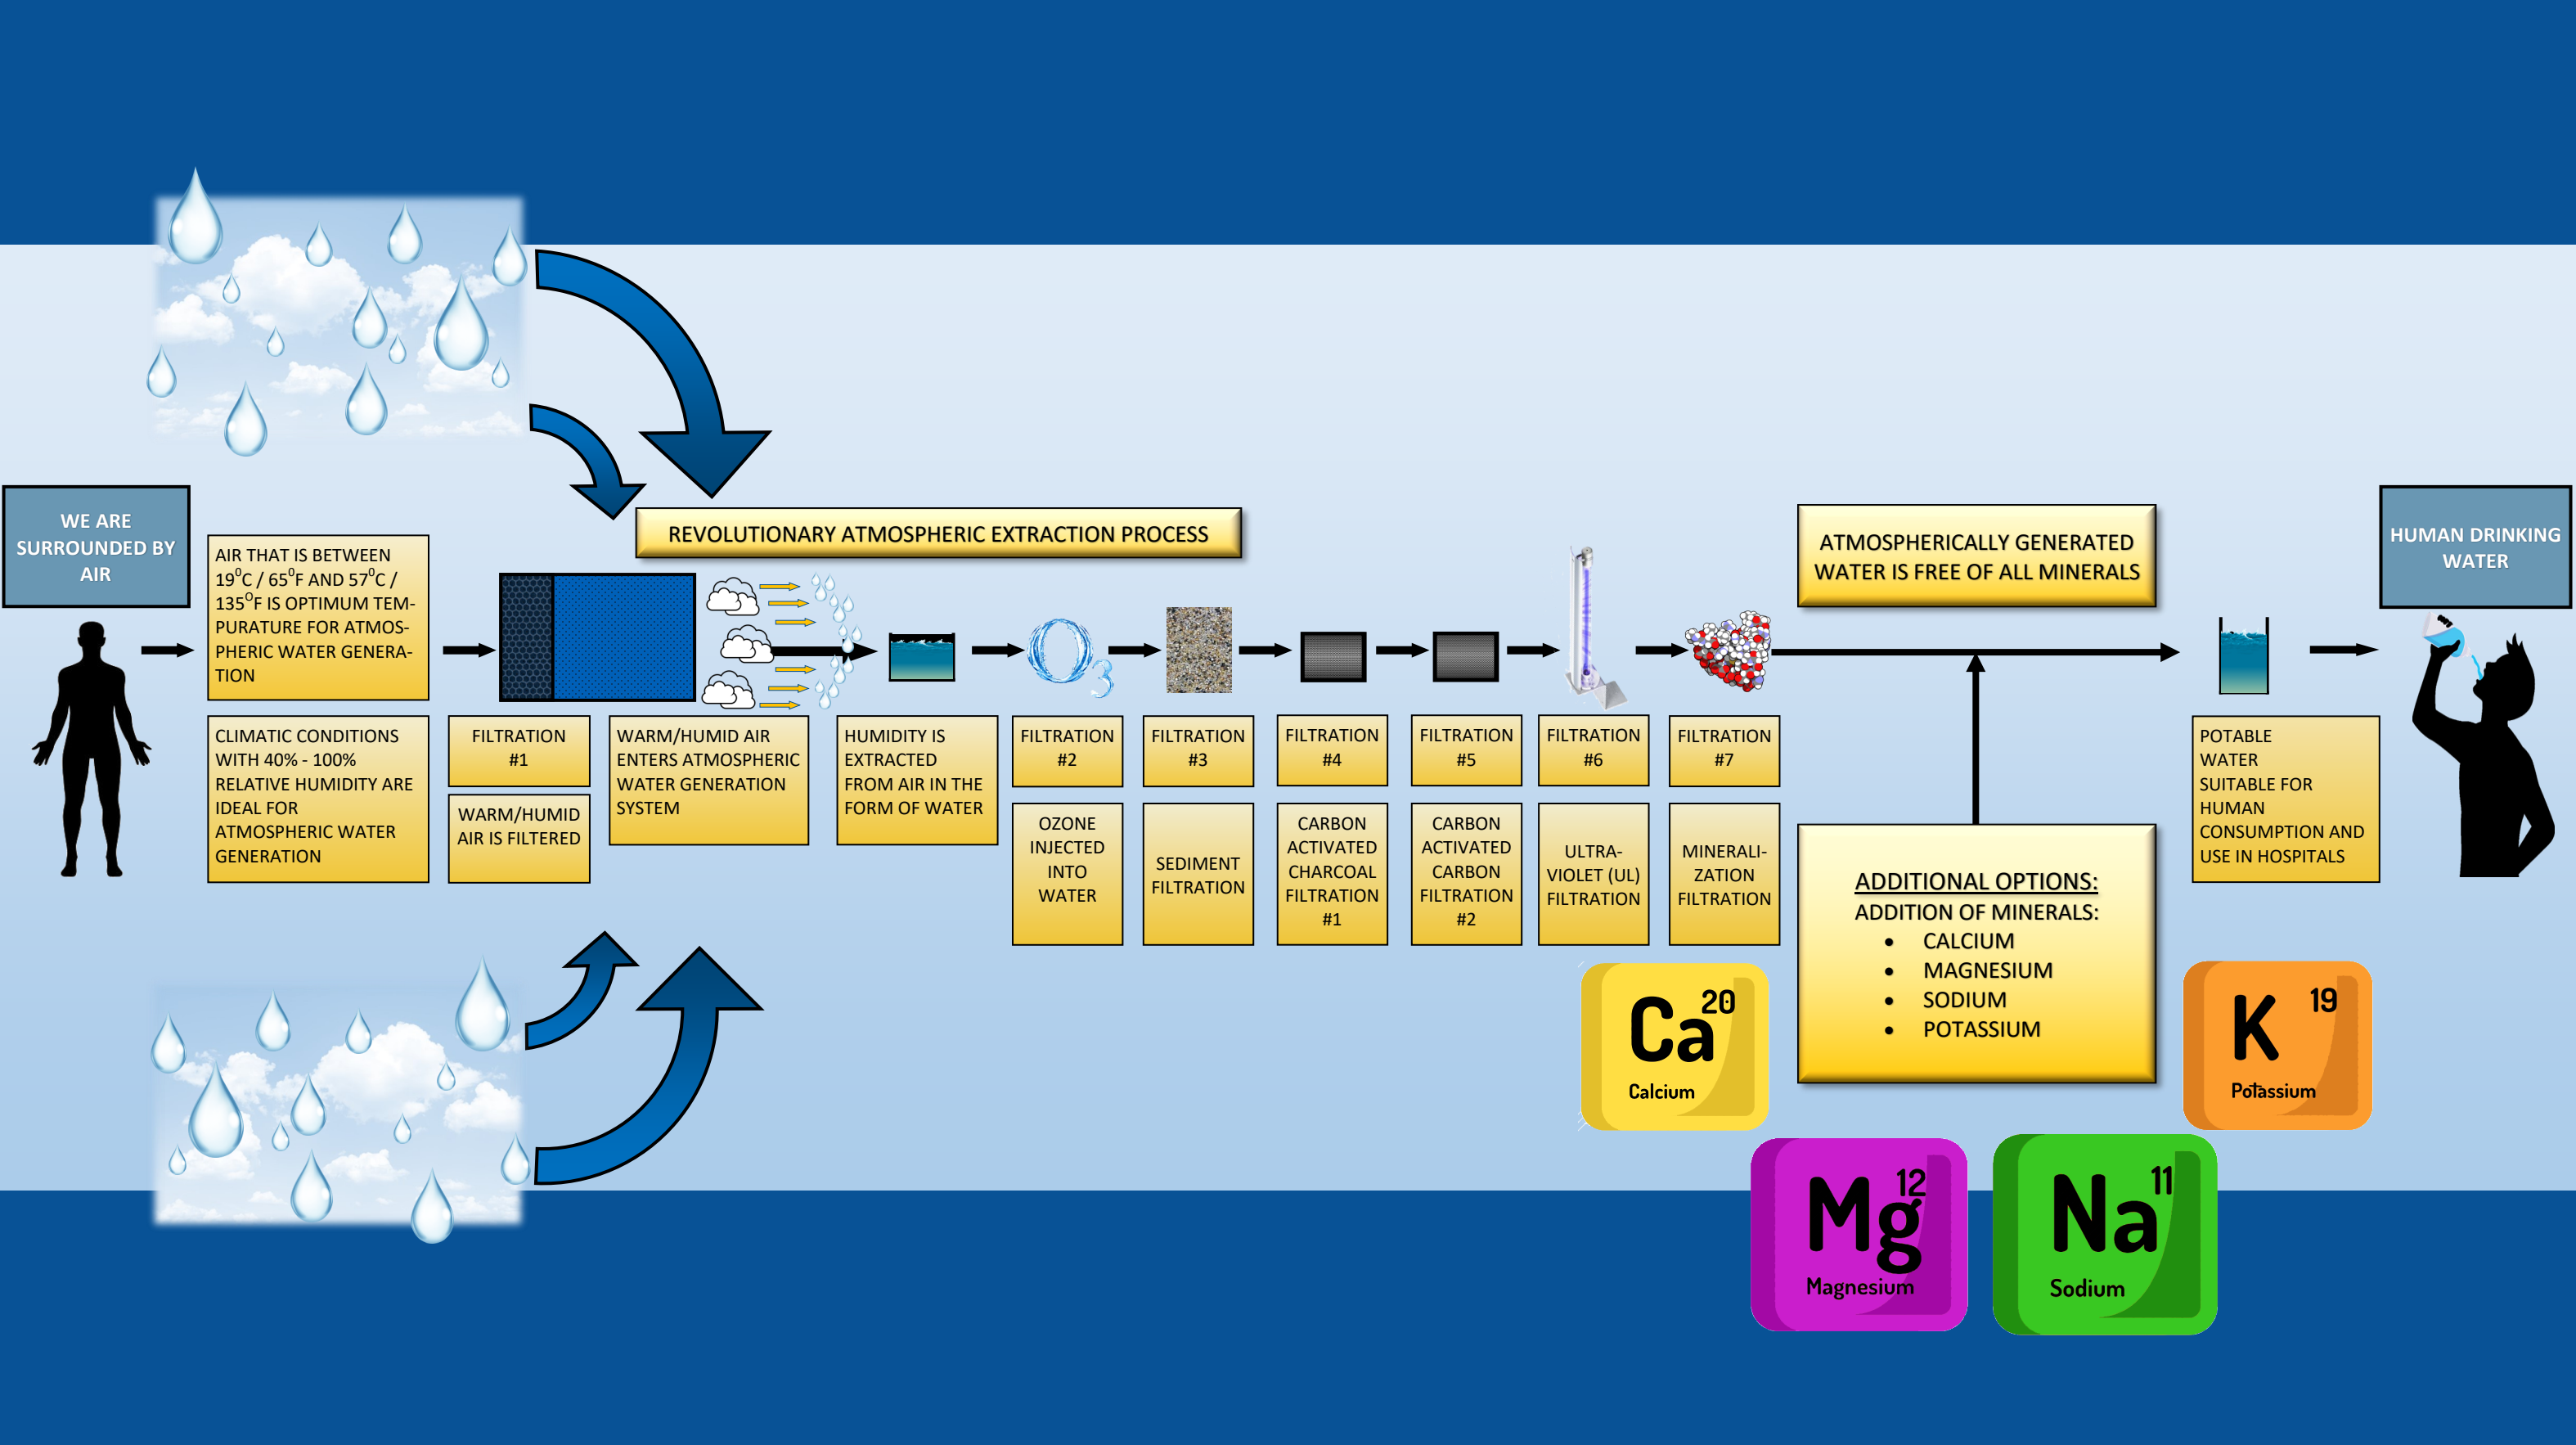 WE ARE
SURROUNDED BY
AIR
AIR THAT IS BETWEEN
19⁰C / 65⁰F AND 57⁰C /
135⁰F IS OPTIMUM TEM-
PURATURE FOR ATMOS-
PHERIC WATER GENERA-
TION
CLIMATIC CONDITIONS
WITH 40% - 100%
RELATIVE HUMIDITY ARE
IDEAL FOR
ATMOSPHERIC WATER
GENERATION
FILTRATION
#1
WARM/HUMID
AIR IS FILTERED
REVOLUTIONARY ATMOSPHERIC EXTRACTION PROCESS
WARM/HUMID AIR
ENTERS ATMOSPHERIC
WATER GENERATION
SYSTEM
HUMIDITY IS
EXTRACTED
FROM AIR IN THE
FORM OF WATER
O3
FILTRATION
#2
OZONE
INJECTED
INTO
WATER
FILTRATION
#3
SEDIMENT
FILTRATION
FILTRATION
#4
CARBON
ACTIVATED
CHARCOAL
FILTRATION
#1
FILTRATION
#5
CARBON
ACTIVATED
CARBON
FILTRATION
#2
FILTRATION
#6
ULTRA-
VIOLET (UL)
FILTRATION
FILTRATION
#7
MINERALI-
ZATION
FILTRATION
ATMOSPHERICALLY GENERATED
WATER IS FREE OF ALL MINERALS
ADDITIONAL OPTIONS:
ADDITION OF MINERALS:
• CALCIUM
• MAGNESIUM
• SODIUM
• POTASSIUM
Ca 20
Calcium
Mg 12
Magnesium
Na 11
Sodium
K 19
Potassium
POTABLE
WATER
SUITABLE FOR
HUMAN
CONSUMPTION AND
USE IN HOSPITALS
HUMAN DRINKING
WATER